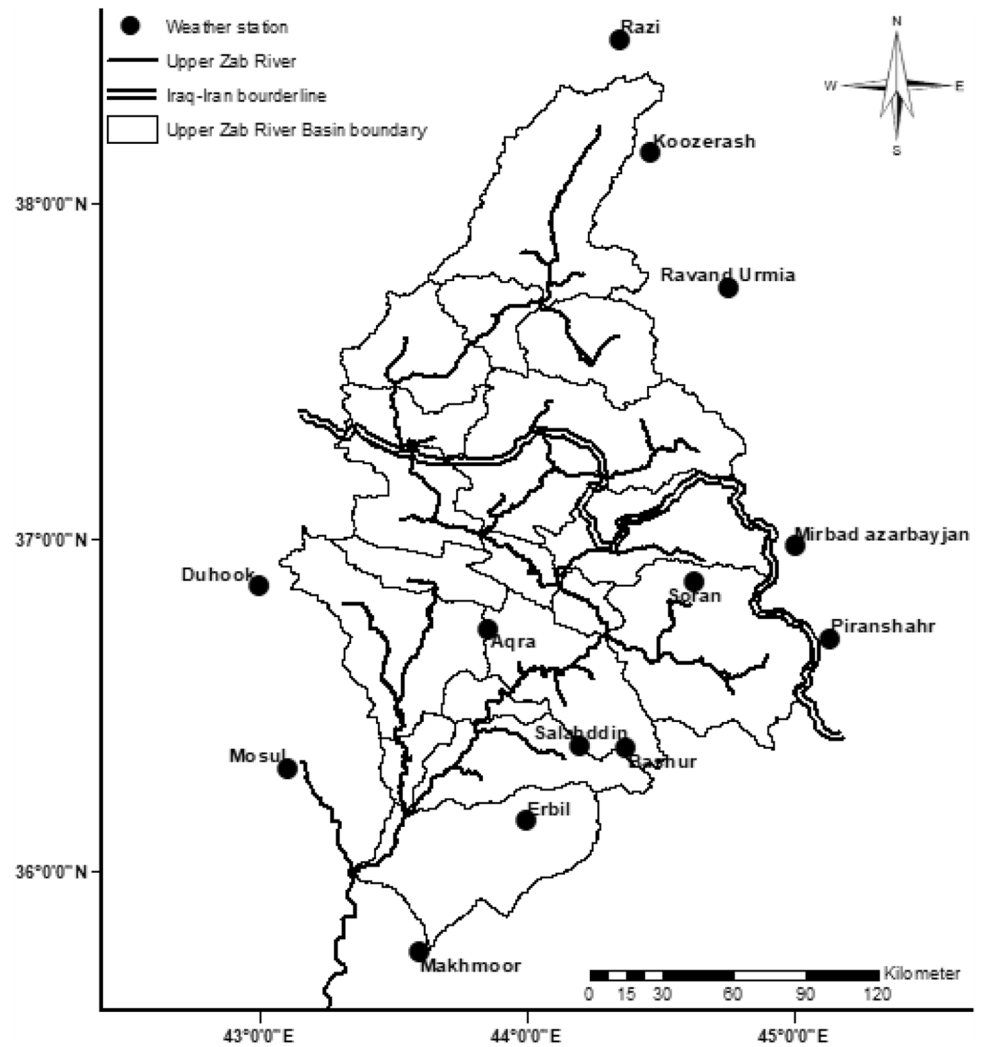 Weather station
Upper Zab River
Iraq-Iran bourderline
Upper Zab River Basin boundary
Razi
N
W
E
S
Koozerash
38°0'0"N
Ravand Urmia
37°0'0"N
Mirbad azarbayjan
Duhook
Soran
Piranshahr
Aqra
Salahddin
Mosul
Bashur
Erbil
36°0'0"N
Makhmoor
Kilometer
0 15 30 60 90 120
43°0'0"E 44°0'0"E 45°0'0"E